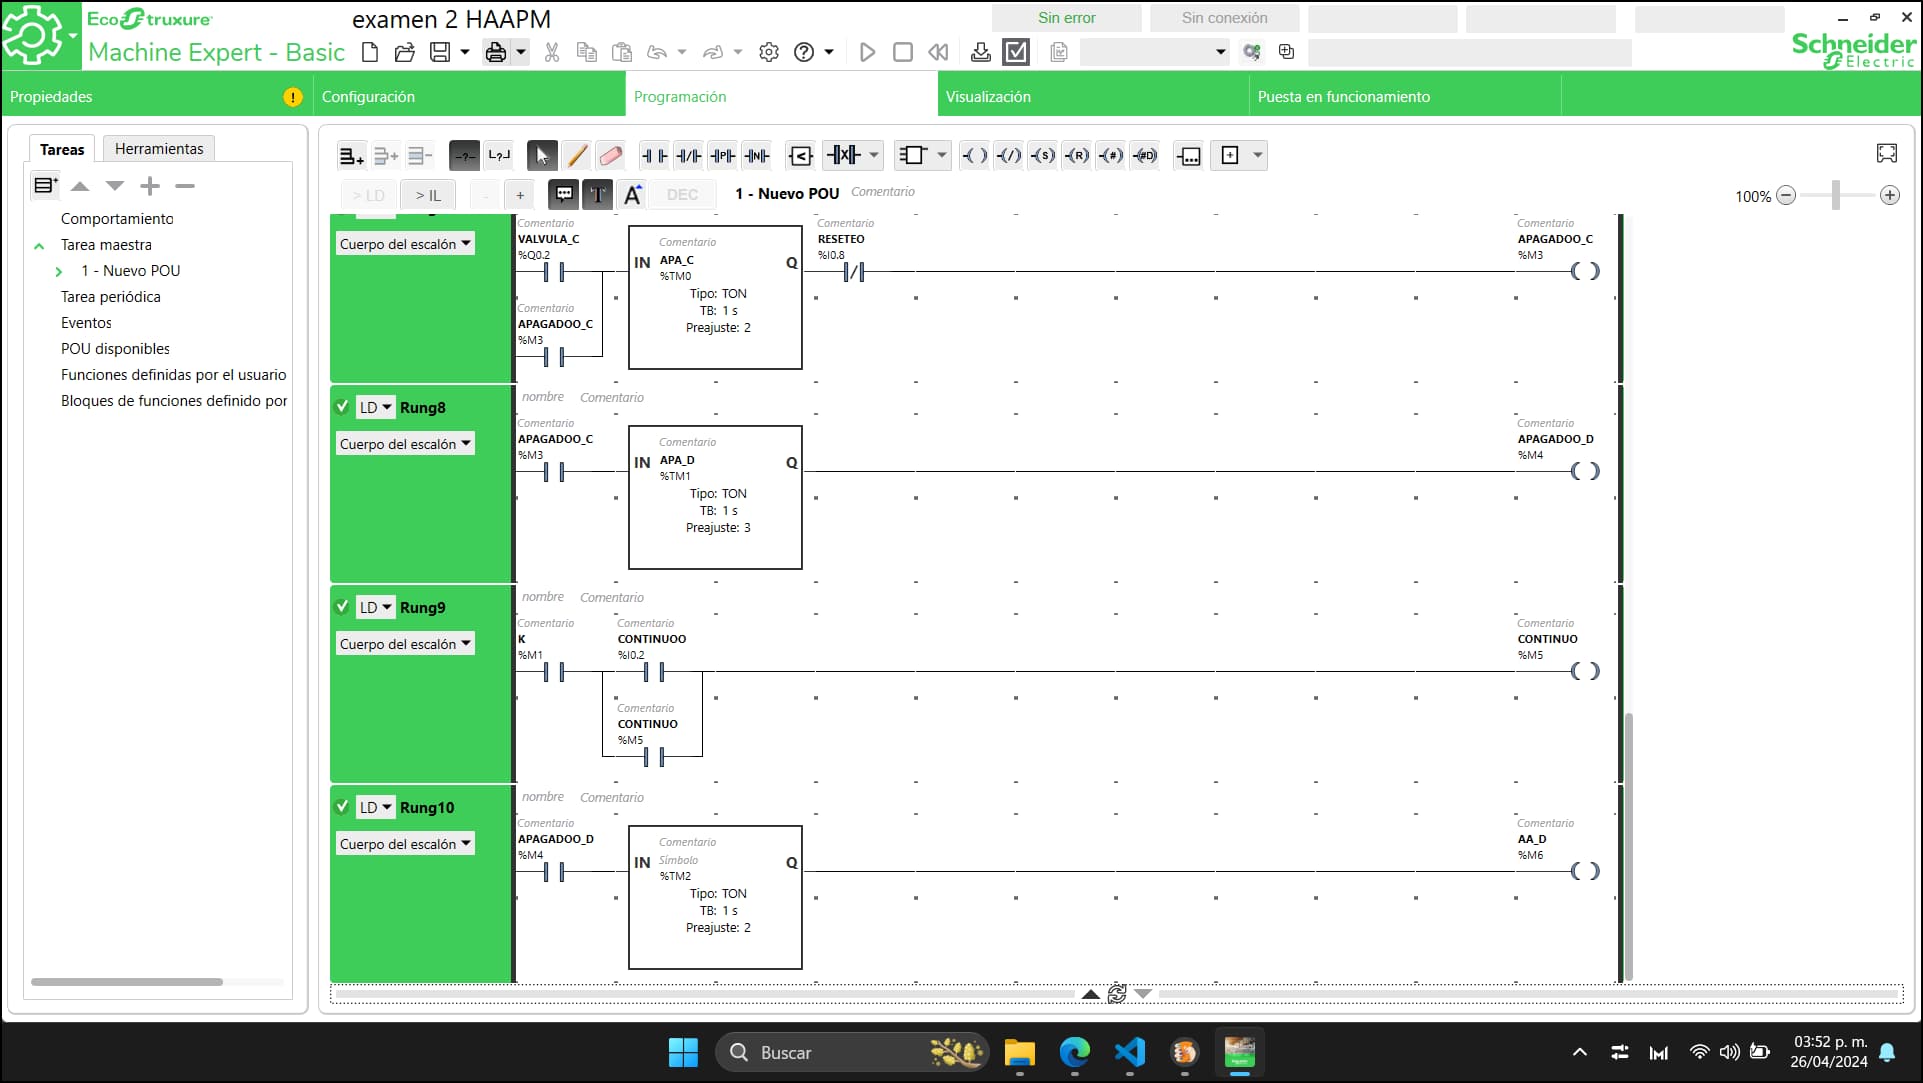 EcoStruxure
Machine Expert - Basic
examen 2 HAAPM
Sin error
Sin conexión
Schneider
Electric
Propiedades
Configuración
Programación
Visualización
Puesta en funcionamiento
Tareas
Herramientas
Comportamiento
Tarea maestra
1 - Nuevo POU
Tarea periódica
Eventos
POU disponibles
Funciones definidas por el usuario
Bloques de funciones definido por
> LD
> IL
DEC
1 - Nuevo POU
Comentario
100%
Cuerpo del escalón
Comentario
VALVULA_C
%Q0.2
Comentario
APAGADOO_C
%M3
Comentario
IN APA_C Q
%TM0
Tipo: TON
TB: 1 s
Preajuste: 2
Comentario
RESETEO
%I0.8
Comentario
APAGADOO_C
%M3
LD Rung8
nombre Comentario
Cuerpo del escalón
Comentario
APAGADOO_C
%M3
Comentario
IN APA_D Q
%TM1
Tipo: TON
TB: 1 s
Preajuste: 3
Comentario
APAGADOO_D
%M4
LD Rung9
nombre Comentario
Cuerpo del escalón
Comentario
K
%M1
Comentario
CONTINUOO
%I0.2
Comentario
CONTINUO
%M5
Comentario
CONTINUO
%M5
LD Rung10
nombre Comentario
Cuerpo del escalón
Comentario
APAGADOO_D
%M4
Comentario
IN Símbolo Q
%TM2
Tipo: TON
TB: 1 s
Preajuste: 2
Comentario
AA_D
%M6
Buscar
03:52 p. m.
26/04/2024